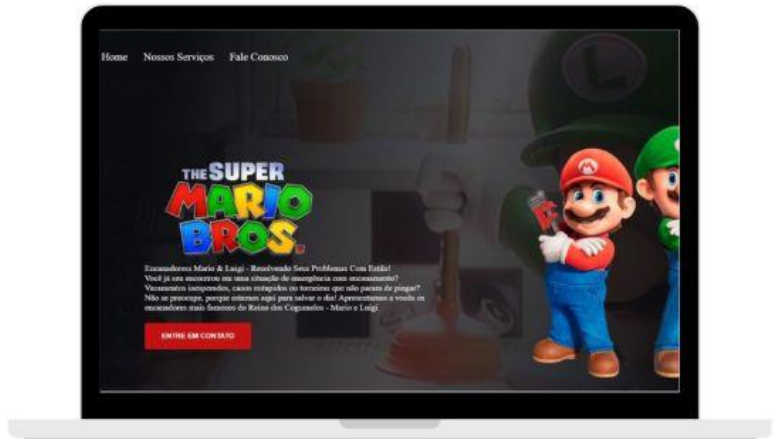 Home Nossos Serviços Fale Conosco
L
THE SUPER
MARIO
BROS.
M
Encanadores Mario & Luigi - Resolvendo Seus Problemas Com Estilo!
Você já seu encontrou em uma situação de emergência com encanamento?
Vazamentos inesperados, canos entupidos ou torneiras que não param de pingar?
Não se preocupe, porque estamos aqui para salvar o dia! Apresentamos a vocês os
encanadores mais famosos do Reino dos Cogumelos - Mario e Luigi.
ENTRE EM CONTATO